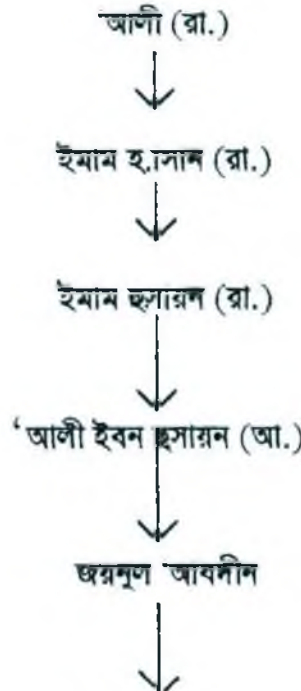 আলী (রা.)
ইমাম হাসান (রা.)
ইমাম হুসায়ন (রা.)
‘আলী ইবন হুসায়ন (আ.)
জয়নুণ আবদীন